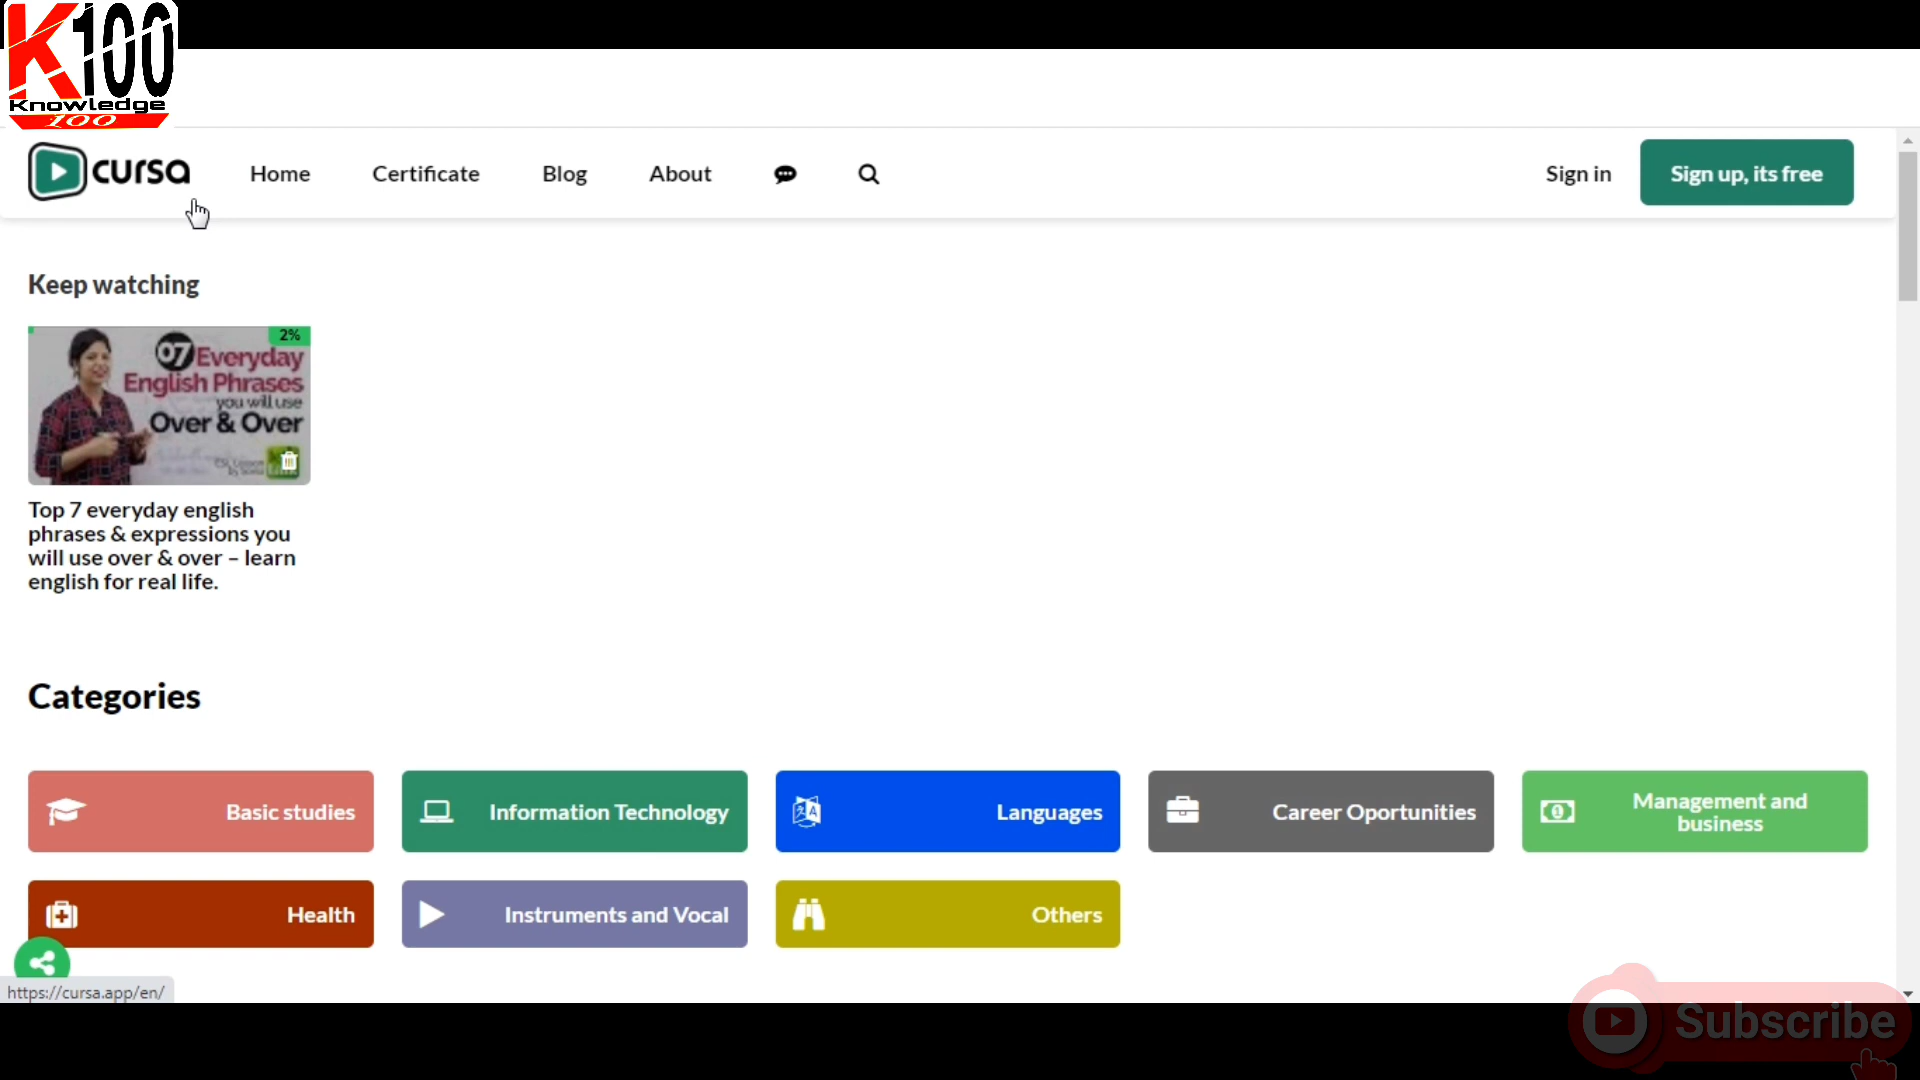 K100
Knowledge
100
cursa
Home
Certificate
Blog
About
Sign in
Sign up, its free
Keep watching
2%
07 Everyday
English Phrases
you will use
Over & Over
Top 7 everyday english
phrases & expressions you
will use over & over – learn
english for real life.
Categories
Basic studies
Information Technology
Languages
Career Oportunities
Management and
business
Health
Instruments and Vocal
Others
https://cursa.app/en/
Subscribe